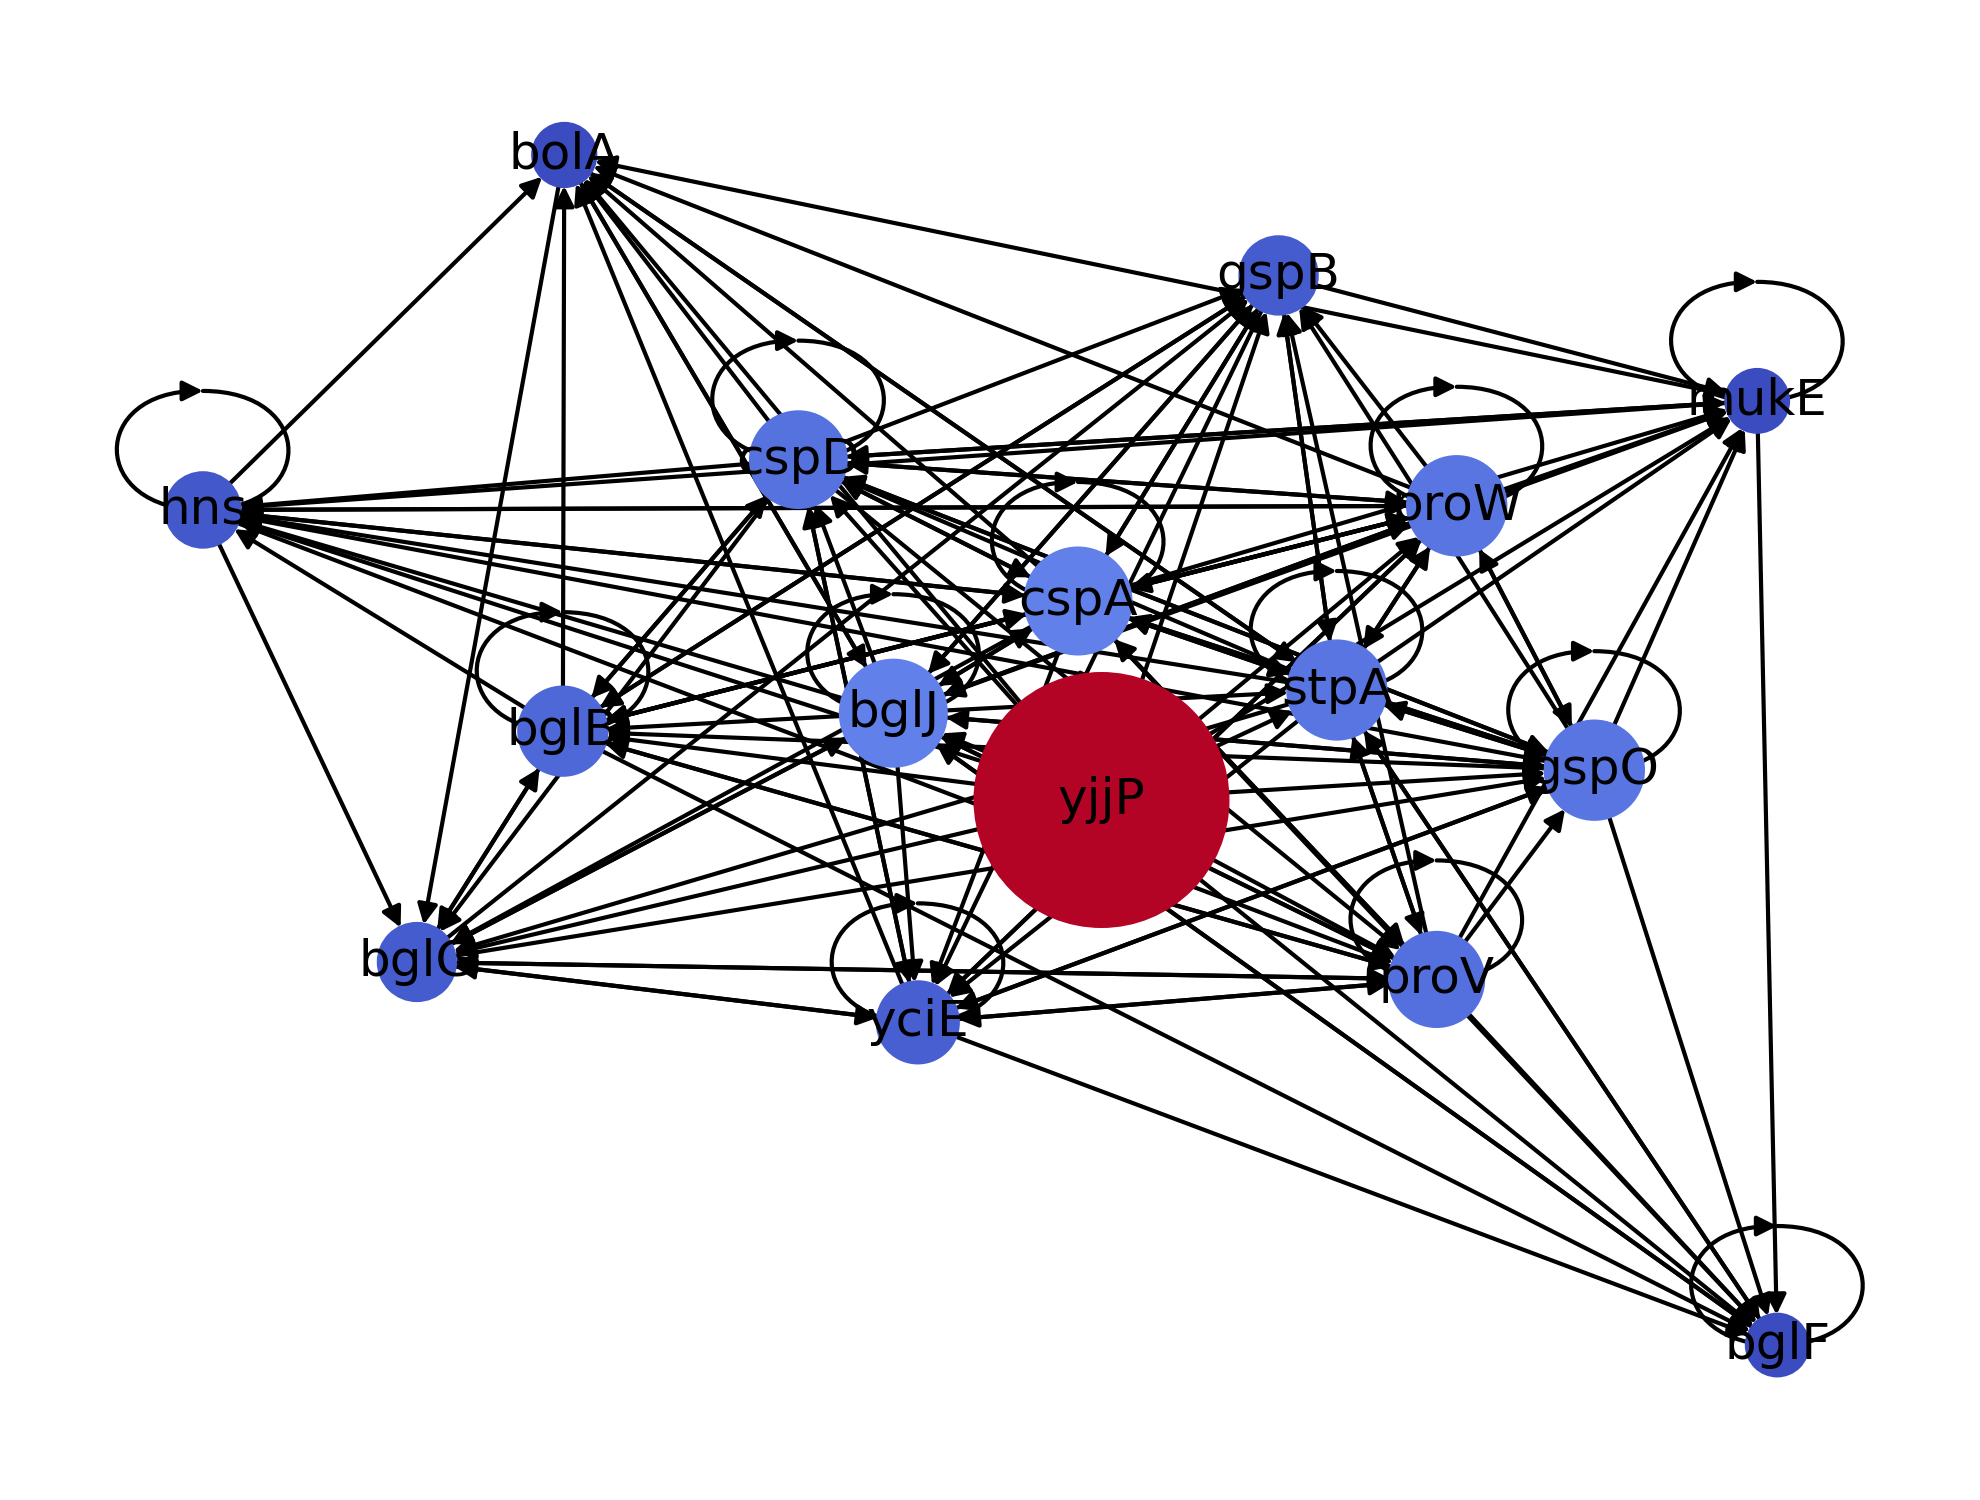 bolA
gspB
mukE
cspD
proW
hns
cspA
stpA
bglJ
bglB
gspO
yjjP
bglG
proV
yciE
bglF